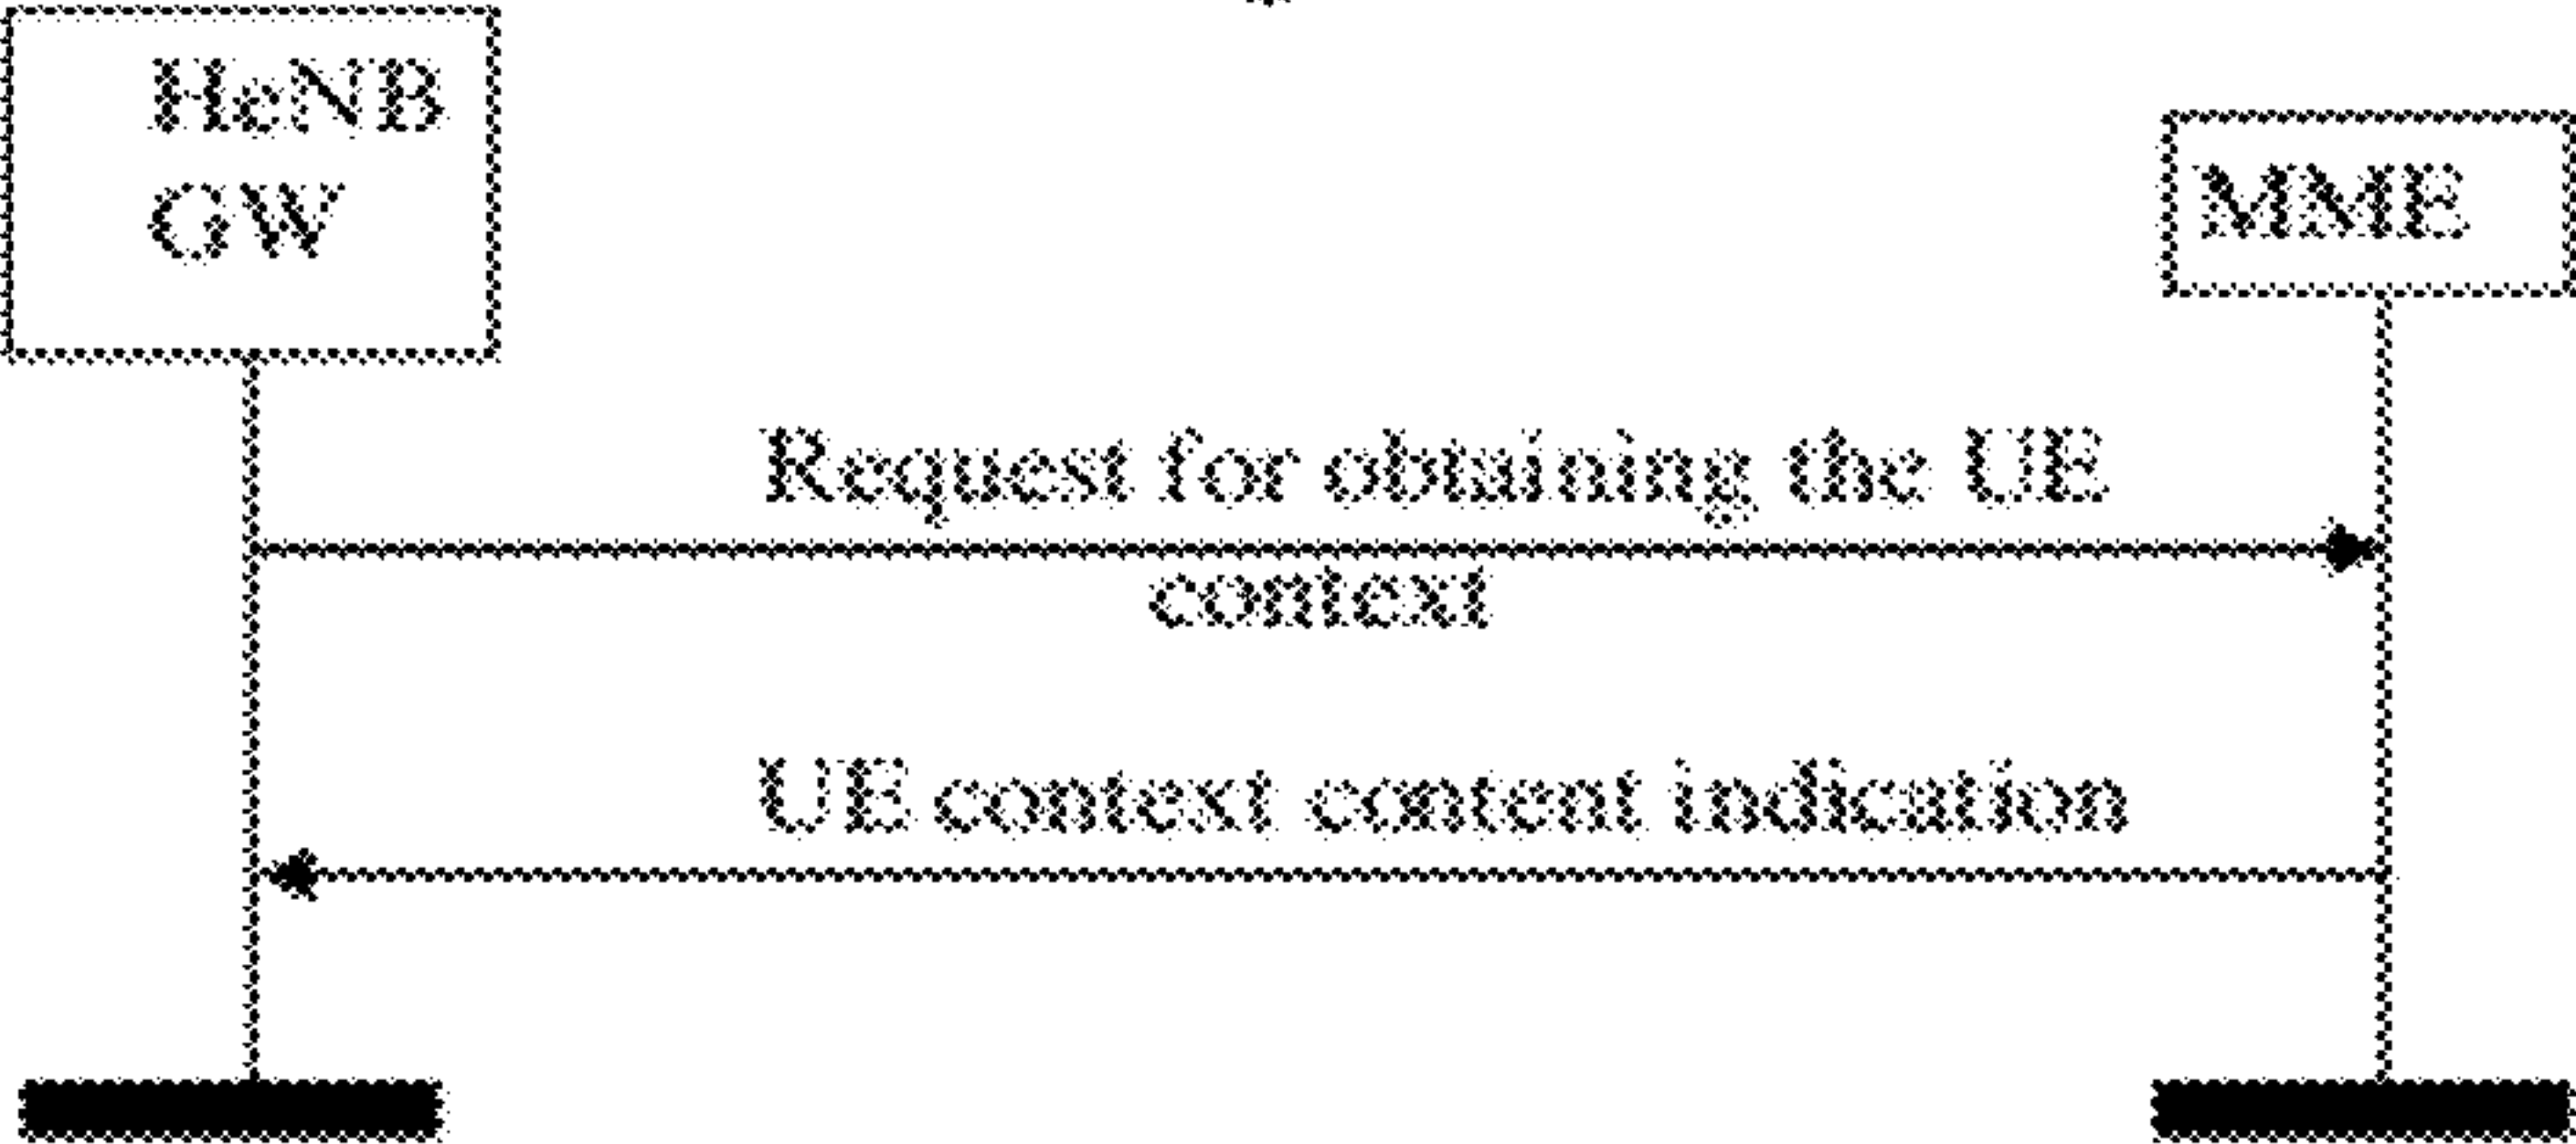 HeNB
GW
MME
Request for obtaining the UE
context
UE context content indication